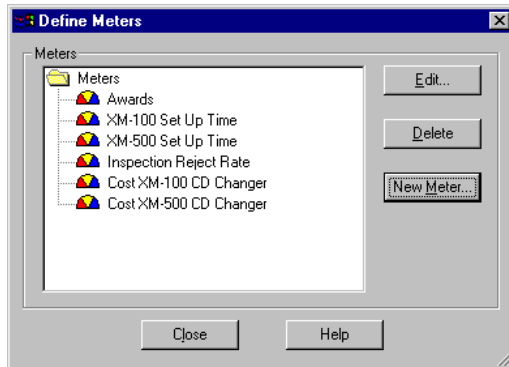 Define Meters
Meters
Meters
Awards
XM-100 Set Up Time
XM-500 Set Up Time
Inspection Reject Rate
Cost XM-100 CD Changer
Cost XM-500 CD Changer
Edit...
Delete
New Meter...
Close
Help